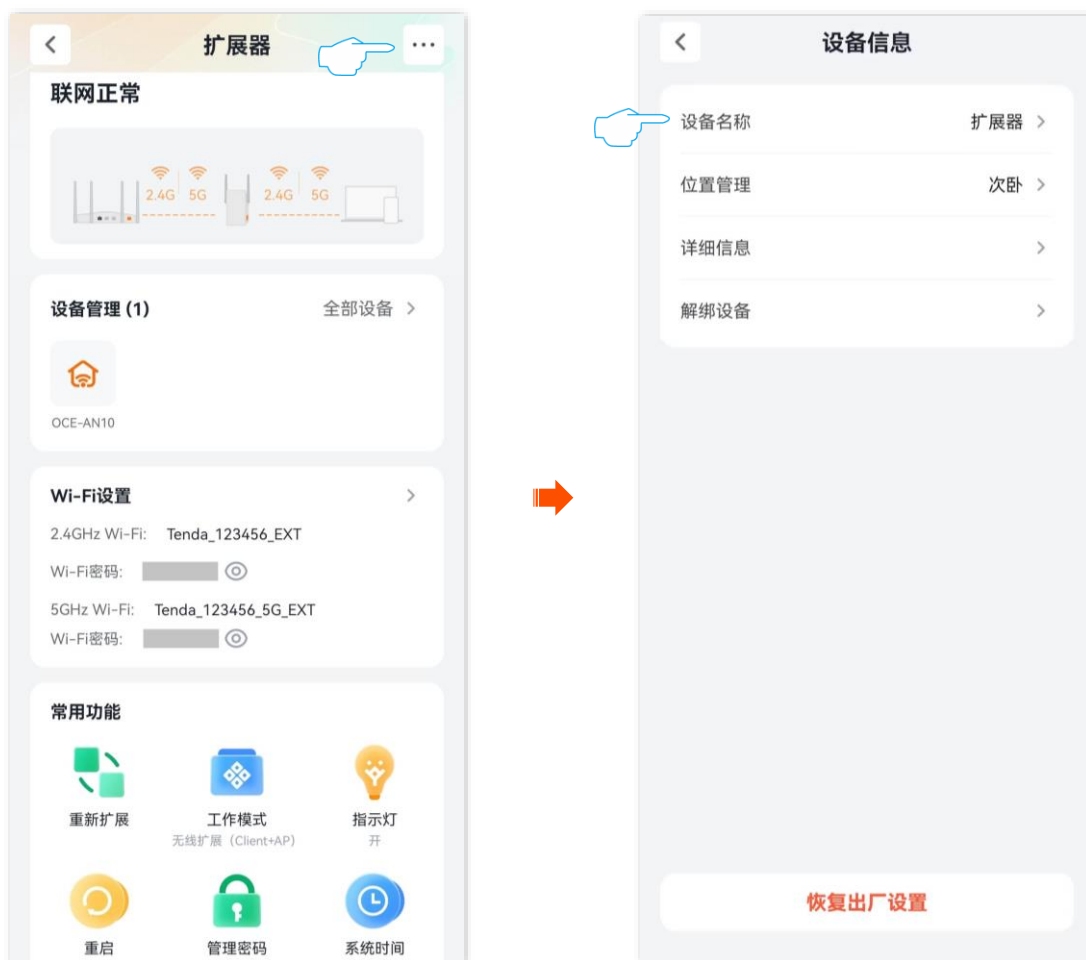 扩展器
联网正常
2.4G 5G 2.4G 5G
设备管理 (1) 全部设备
OCE-AN10
Wi-Fi设置
2.4GHz Wi-Fi: Tenda_123456_EXT
Wi-Fi密码:
5GHz Wi-Fi: Tenda_123456_5G_EXT
Wi-Fi密码:
常用功能
重新扩展 工作模式 指示灯
无线扩展（Client+AP） 开
重启 管理密码 系统时间
设备信息
设备名称 扩展器
位置管理 次卧
详细信息
解绑设备
恢复出厂设置